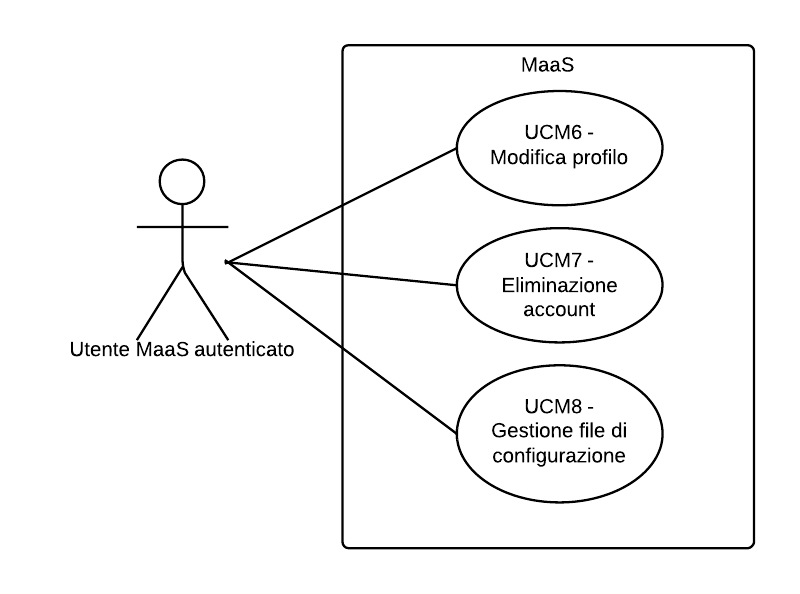 MaaS
UCM6 -
Modifica profilo
UCM7 -
Eliminazione
account
Utente MaaS autenticato
UCM8 -
Gestione file di
configurazione